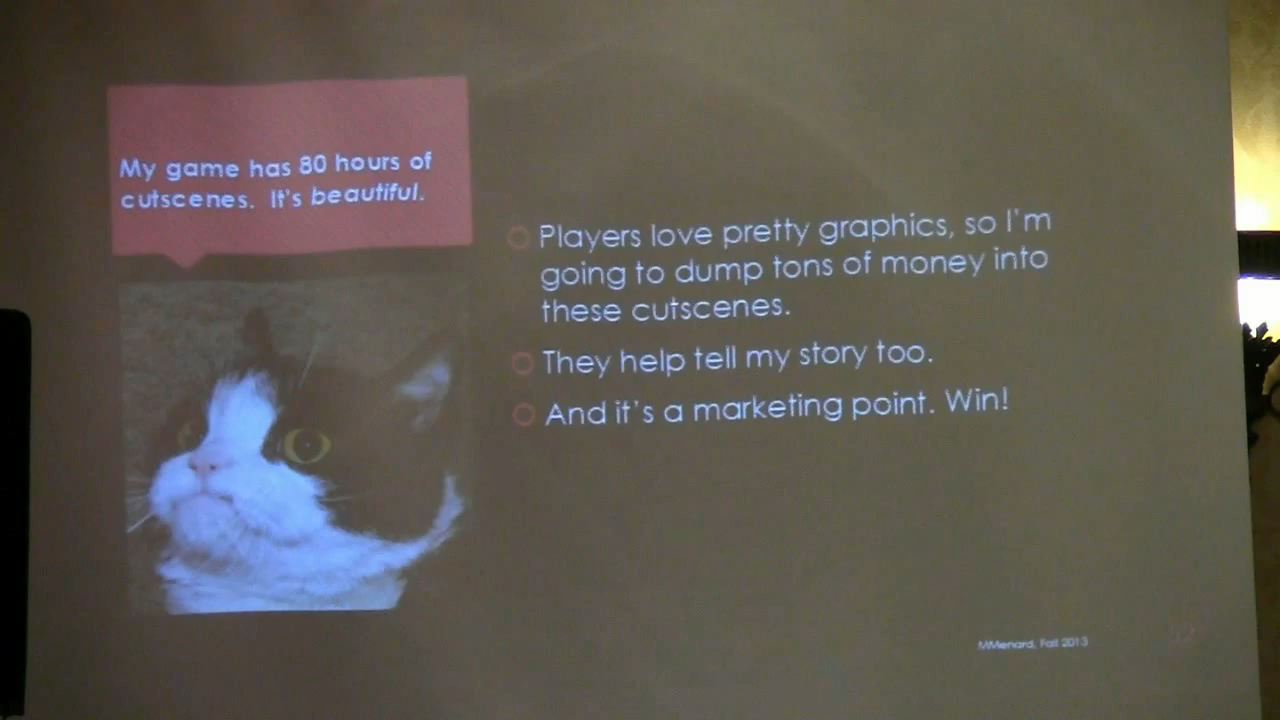 My game has 80 hours of
cutscenes. It's beautiful.
Players love pretty graphics, so I'm
going to dump tons of money into
these cutscenes.
They help tell my story too.
And it's a marketing point. Win!
MMenard, Fall 2013